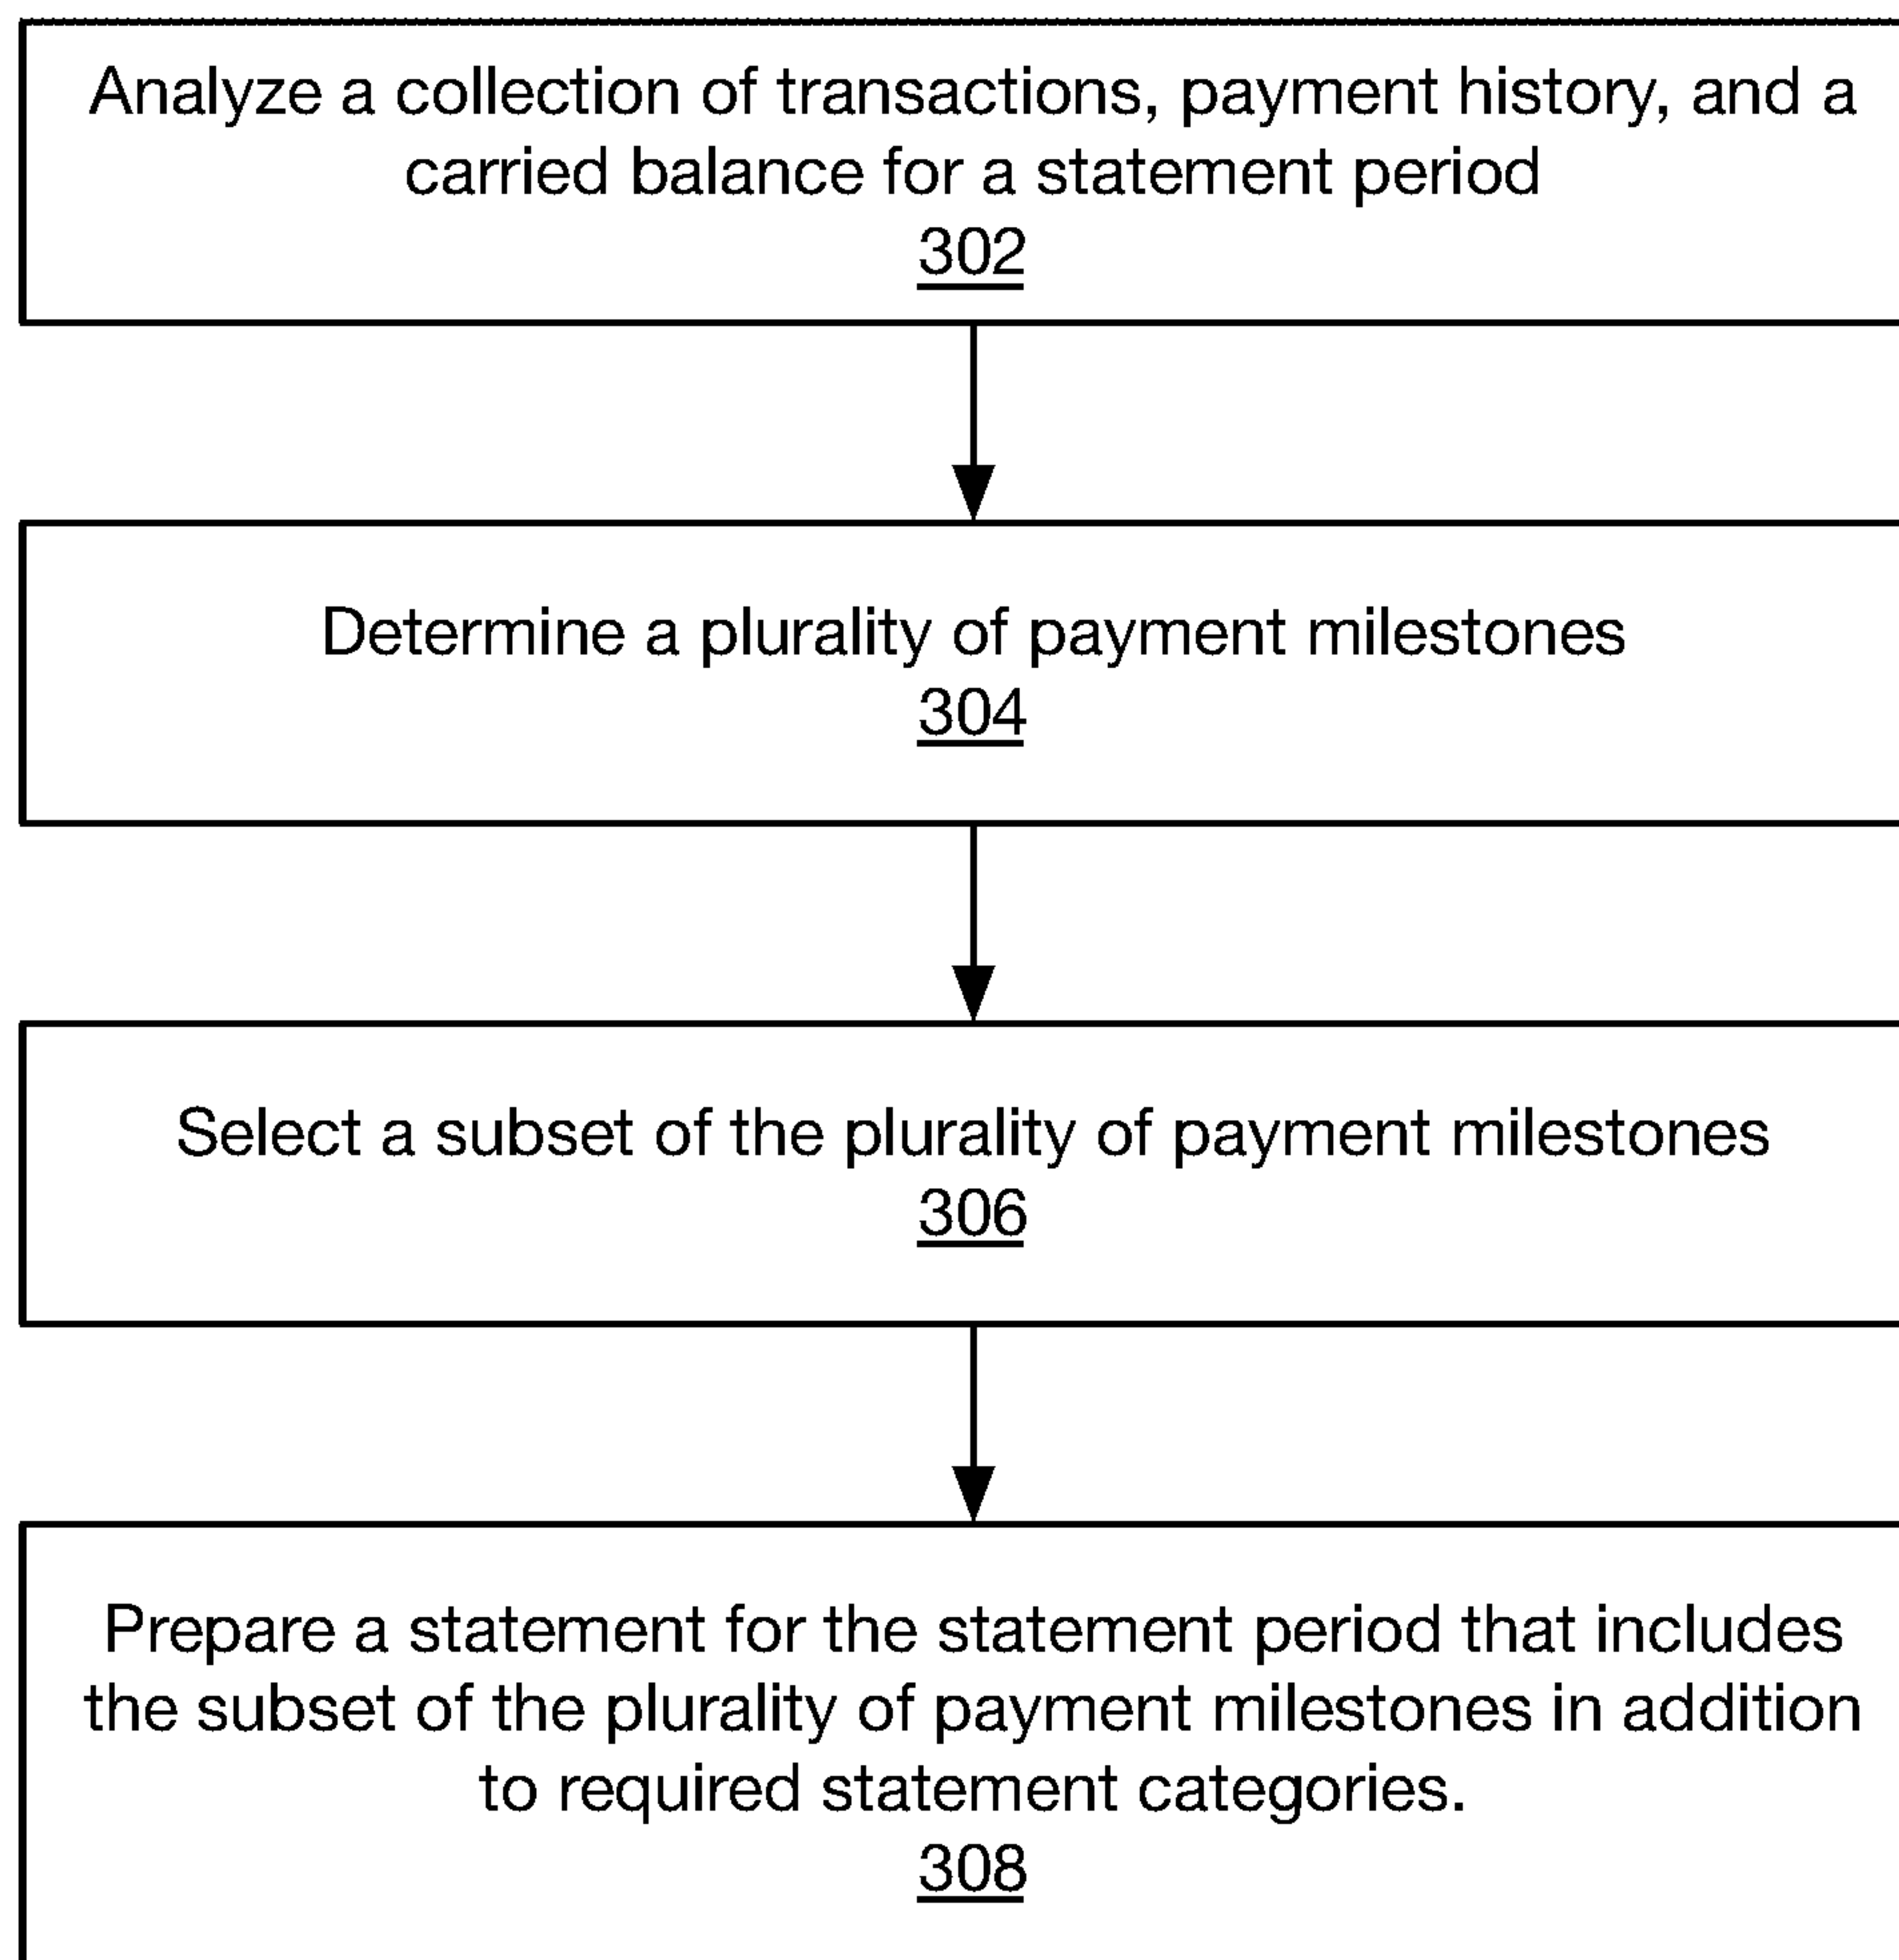 Analyze a collection of transactions, payment history, and a
carried balance for a statement period
302
Determine a plurality of payment milestones
304
Select a subset of the plurality of payment milestones
306
Prepare a statement for the statement period that includes
the subset of the plurality of payment milestones in addition
to required statement categories.
308